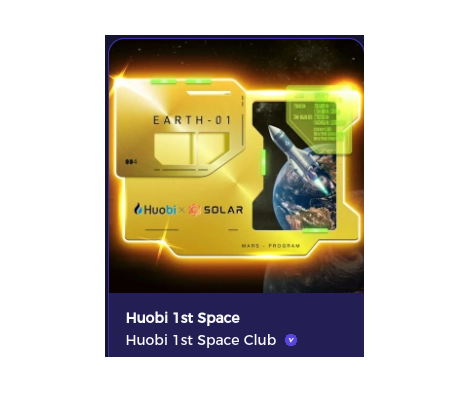 EARTH-01
Huobi × SOLAR
MARS - PROGRAM
Huobi 1st Space
Huobi 1st Space Club